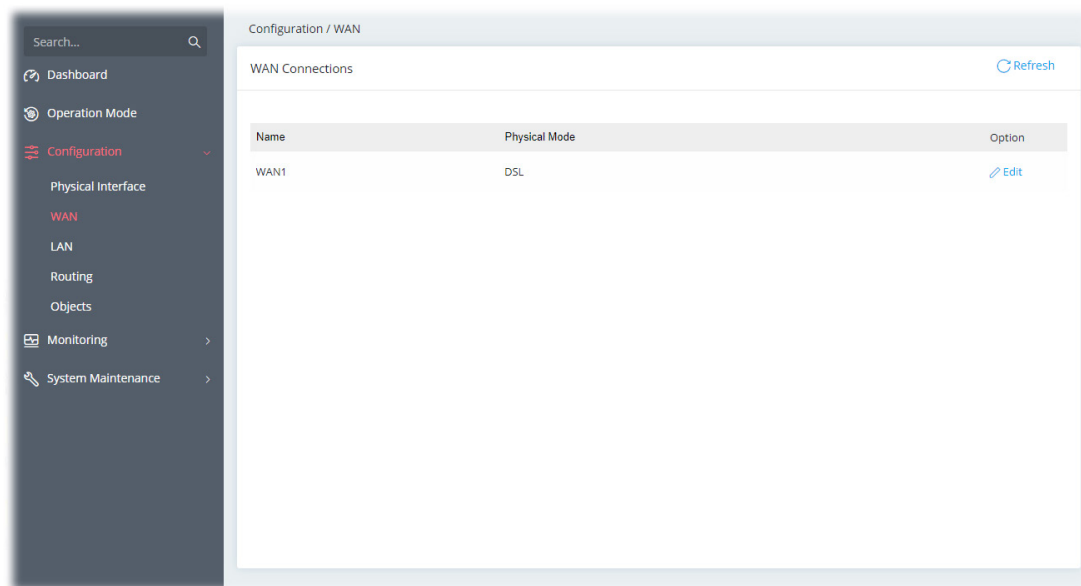 Search...
Dashboard
Operation Mode
Configuration
Physical Interface
WAN
LAN
Routing
Objects
Monitoring
System Maintenance
Configuration / WAN
WAN Connections
Refresh
Name Physical Mode Option
WAN1 DSL Edit